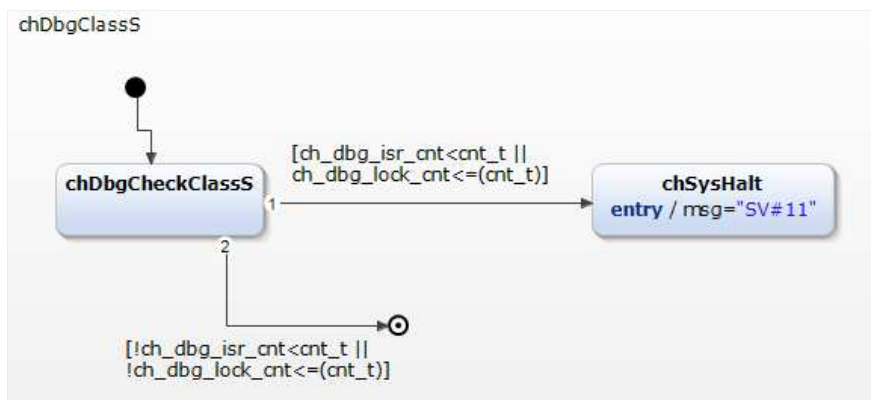 chDbgClassS
[ch_dbg_isr_cnt<cnt_t ||
ch_dbg_lock_cnt<=(cnt_t)]
chDbgCheckClassS
1
chSysHalt
entry / msg="SV#11"
2
[!ch_dbg_isr_cnt<cnt_t ||
!ch_dbg_lock_cnt<=(cnt_t)]